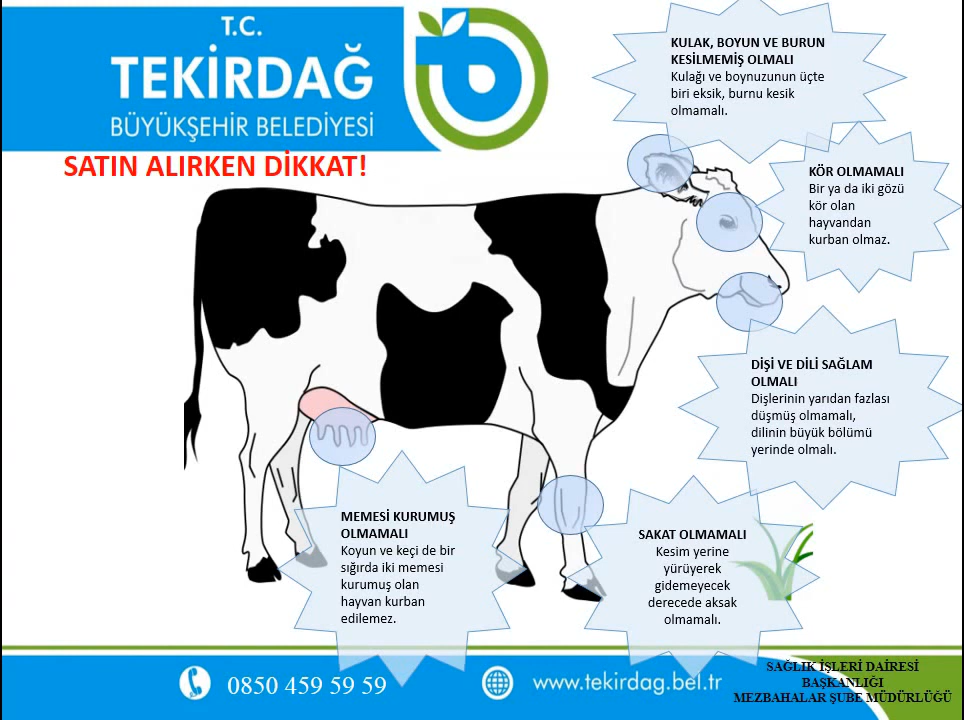 T.C.
TEKİRDAĞ
BÜYÜKŞEHİR BELEDİYESİ
SATIN ALIRKEN DİKKAT!
KULAK, BOYUN VE BURUN
KESİLMEMİŞ OLMALI
Kulağı ve boynuzunun üçte
biri eksik, burnu kesik
olmamalı.
KÖR OLMAMALI
Bir ya da iki gözü
kör olan
hayvandan
kurban olmaz.
DİŞİ VE DİLİ SAĞLAM
OLMALI
Dişlerinin yarıdan fazlası
düşmüş olmamalı,
dilinin büyük bölümü
yerinde olmalı.
MEMESİ KURUMUŞ
OLMAMALI
Koyun ve keçi de bir
sığırda iki memesi
kurumuş olan
hayvan kurban
edilemez.
SAKAT OLMAMALI
Kesim yerine
yürüyerek
gidemeyecek
derecede aksak
olmamalı.
0850 459 59 59
www.tekirdag.bel.tr
SAĞLIK İŞLERİ DAİRESİ
BAŞKANLIĞI
MEZBAHALAR ŞUBE MÜDÜRLÜĞÜ